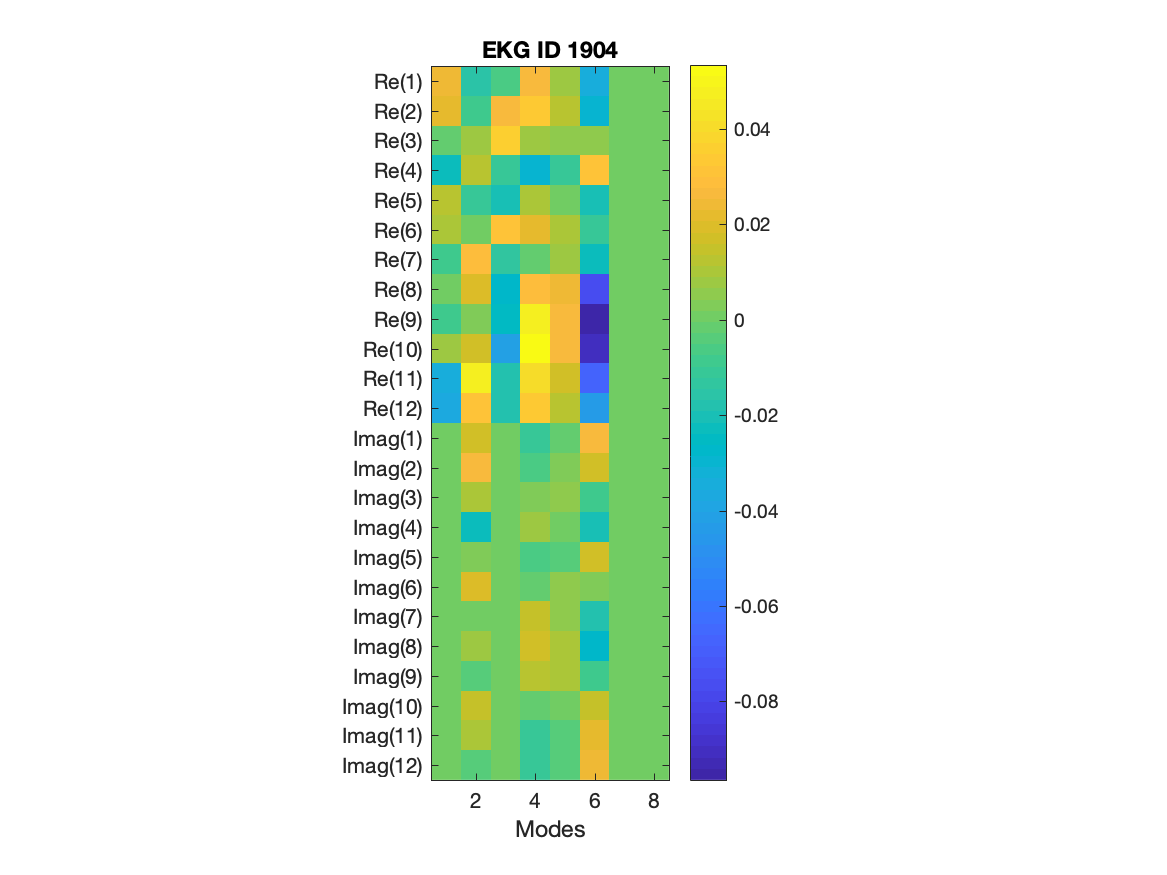 EKG ID 1904
Re(1)
Re(2)
Re(3)
Re(4)
Re(5)
Re(6)
Re(7)
Re(8)
Re(9)
Re(10)
Re(11)
Re(12)
Imag(1)
Imag(2)
Imag(3)
Imag(4)
Imag(5)
Imag(6)
Imag(7)
Imag(8)
Imag(9)
Imag(10)
Imag(11)
Imag(12)
2 4 6 8
Modes
0.04
0.02
0
-0.02
-0.04
-0.06
-0.08